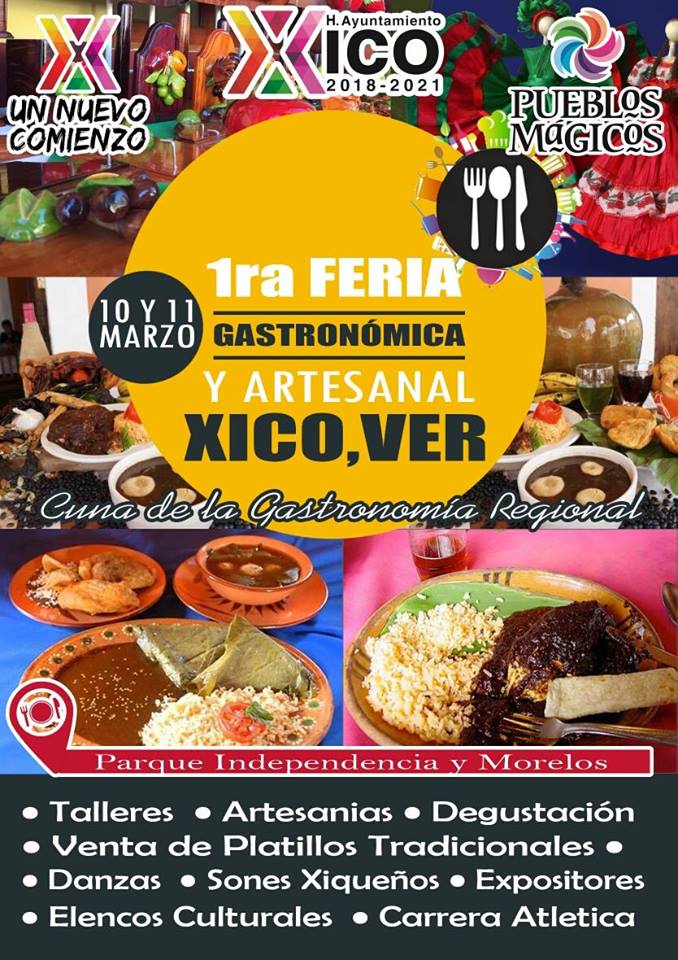 UN NUEVO
COMIENZO
H. Ayuntamiento
XICO
2018-2021
PUEBLOS
MÁGICOS
1ra FERIA
GASTRONÓMICA
Y ARTESANAL
XICO,VER
10 Y 11
MARZO
Cuna de la Gastronomía Regional
Parque Independencia y Morelos
• Talleres • Artesanias • Degustación
• Venta de Platillos Tradicionales •
• Danzas • Sones Xiqueños • Expositores
• Elencos Culturales • Carrera Atletica